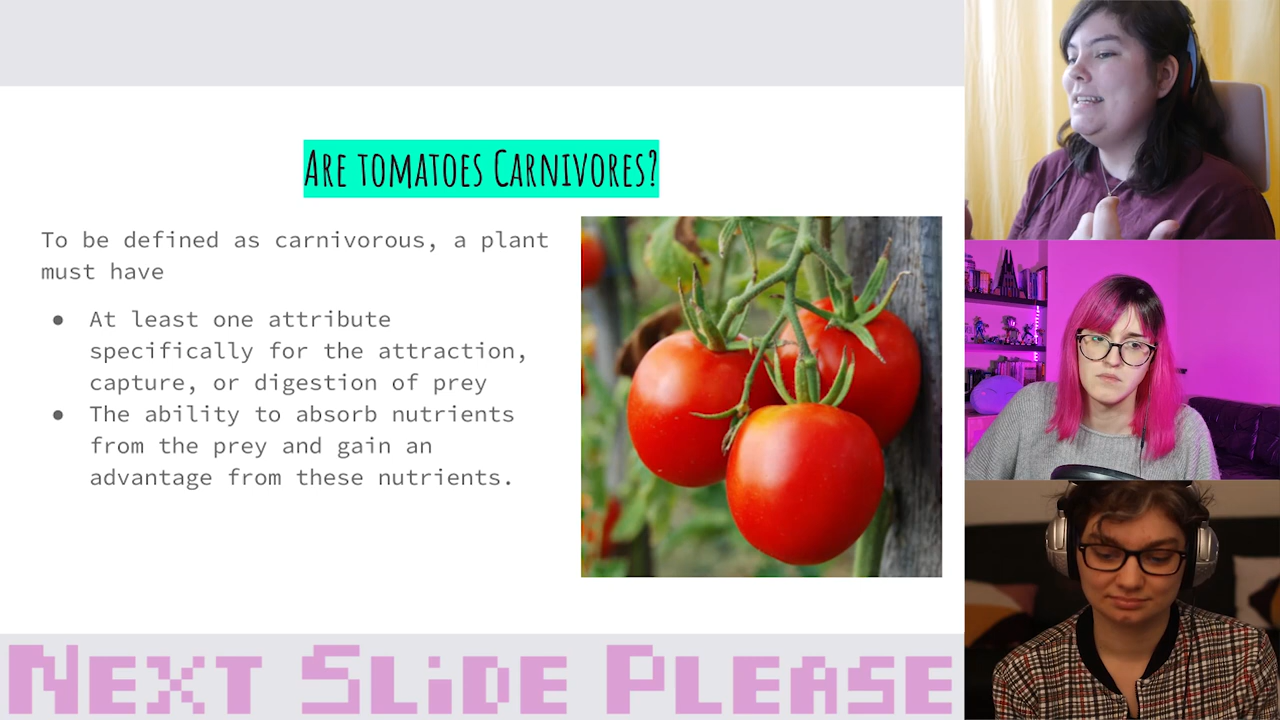 ARE TOMATOES CARNIVORES?
To be defined as carnivorous, a plant
must have
● At least one attribute
specifically for the attraction,
capture, or digestion of prey
● The ability to absorb nutrients
from the prey and gain an
advantage from these nutrients.
NEXT SLIDE PLEASE